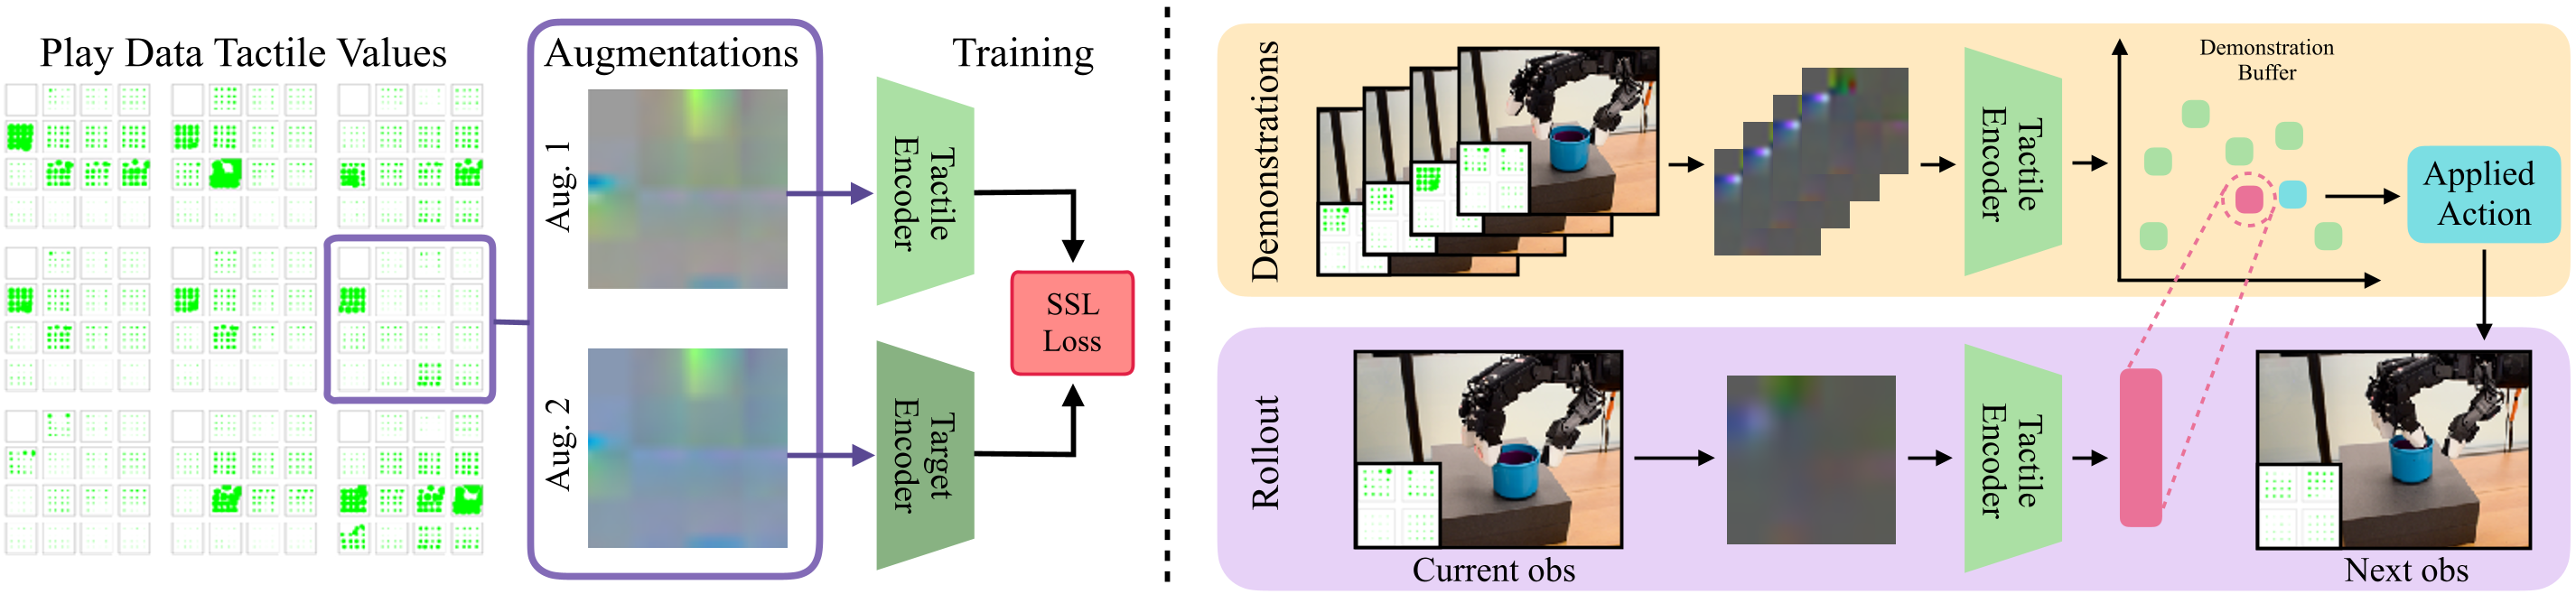 Play Data Tactile Values
Augmentations
Training
Aug. 1
Aug. 2
Tactile
Encoder
Target
Encoder
SSL
Loss
Demonstrations
Tactile
Encoder
Demonstration
Buffer
Applied
Action
Rollout
Current obs
Tactile
Encoder
Next obs